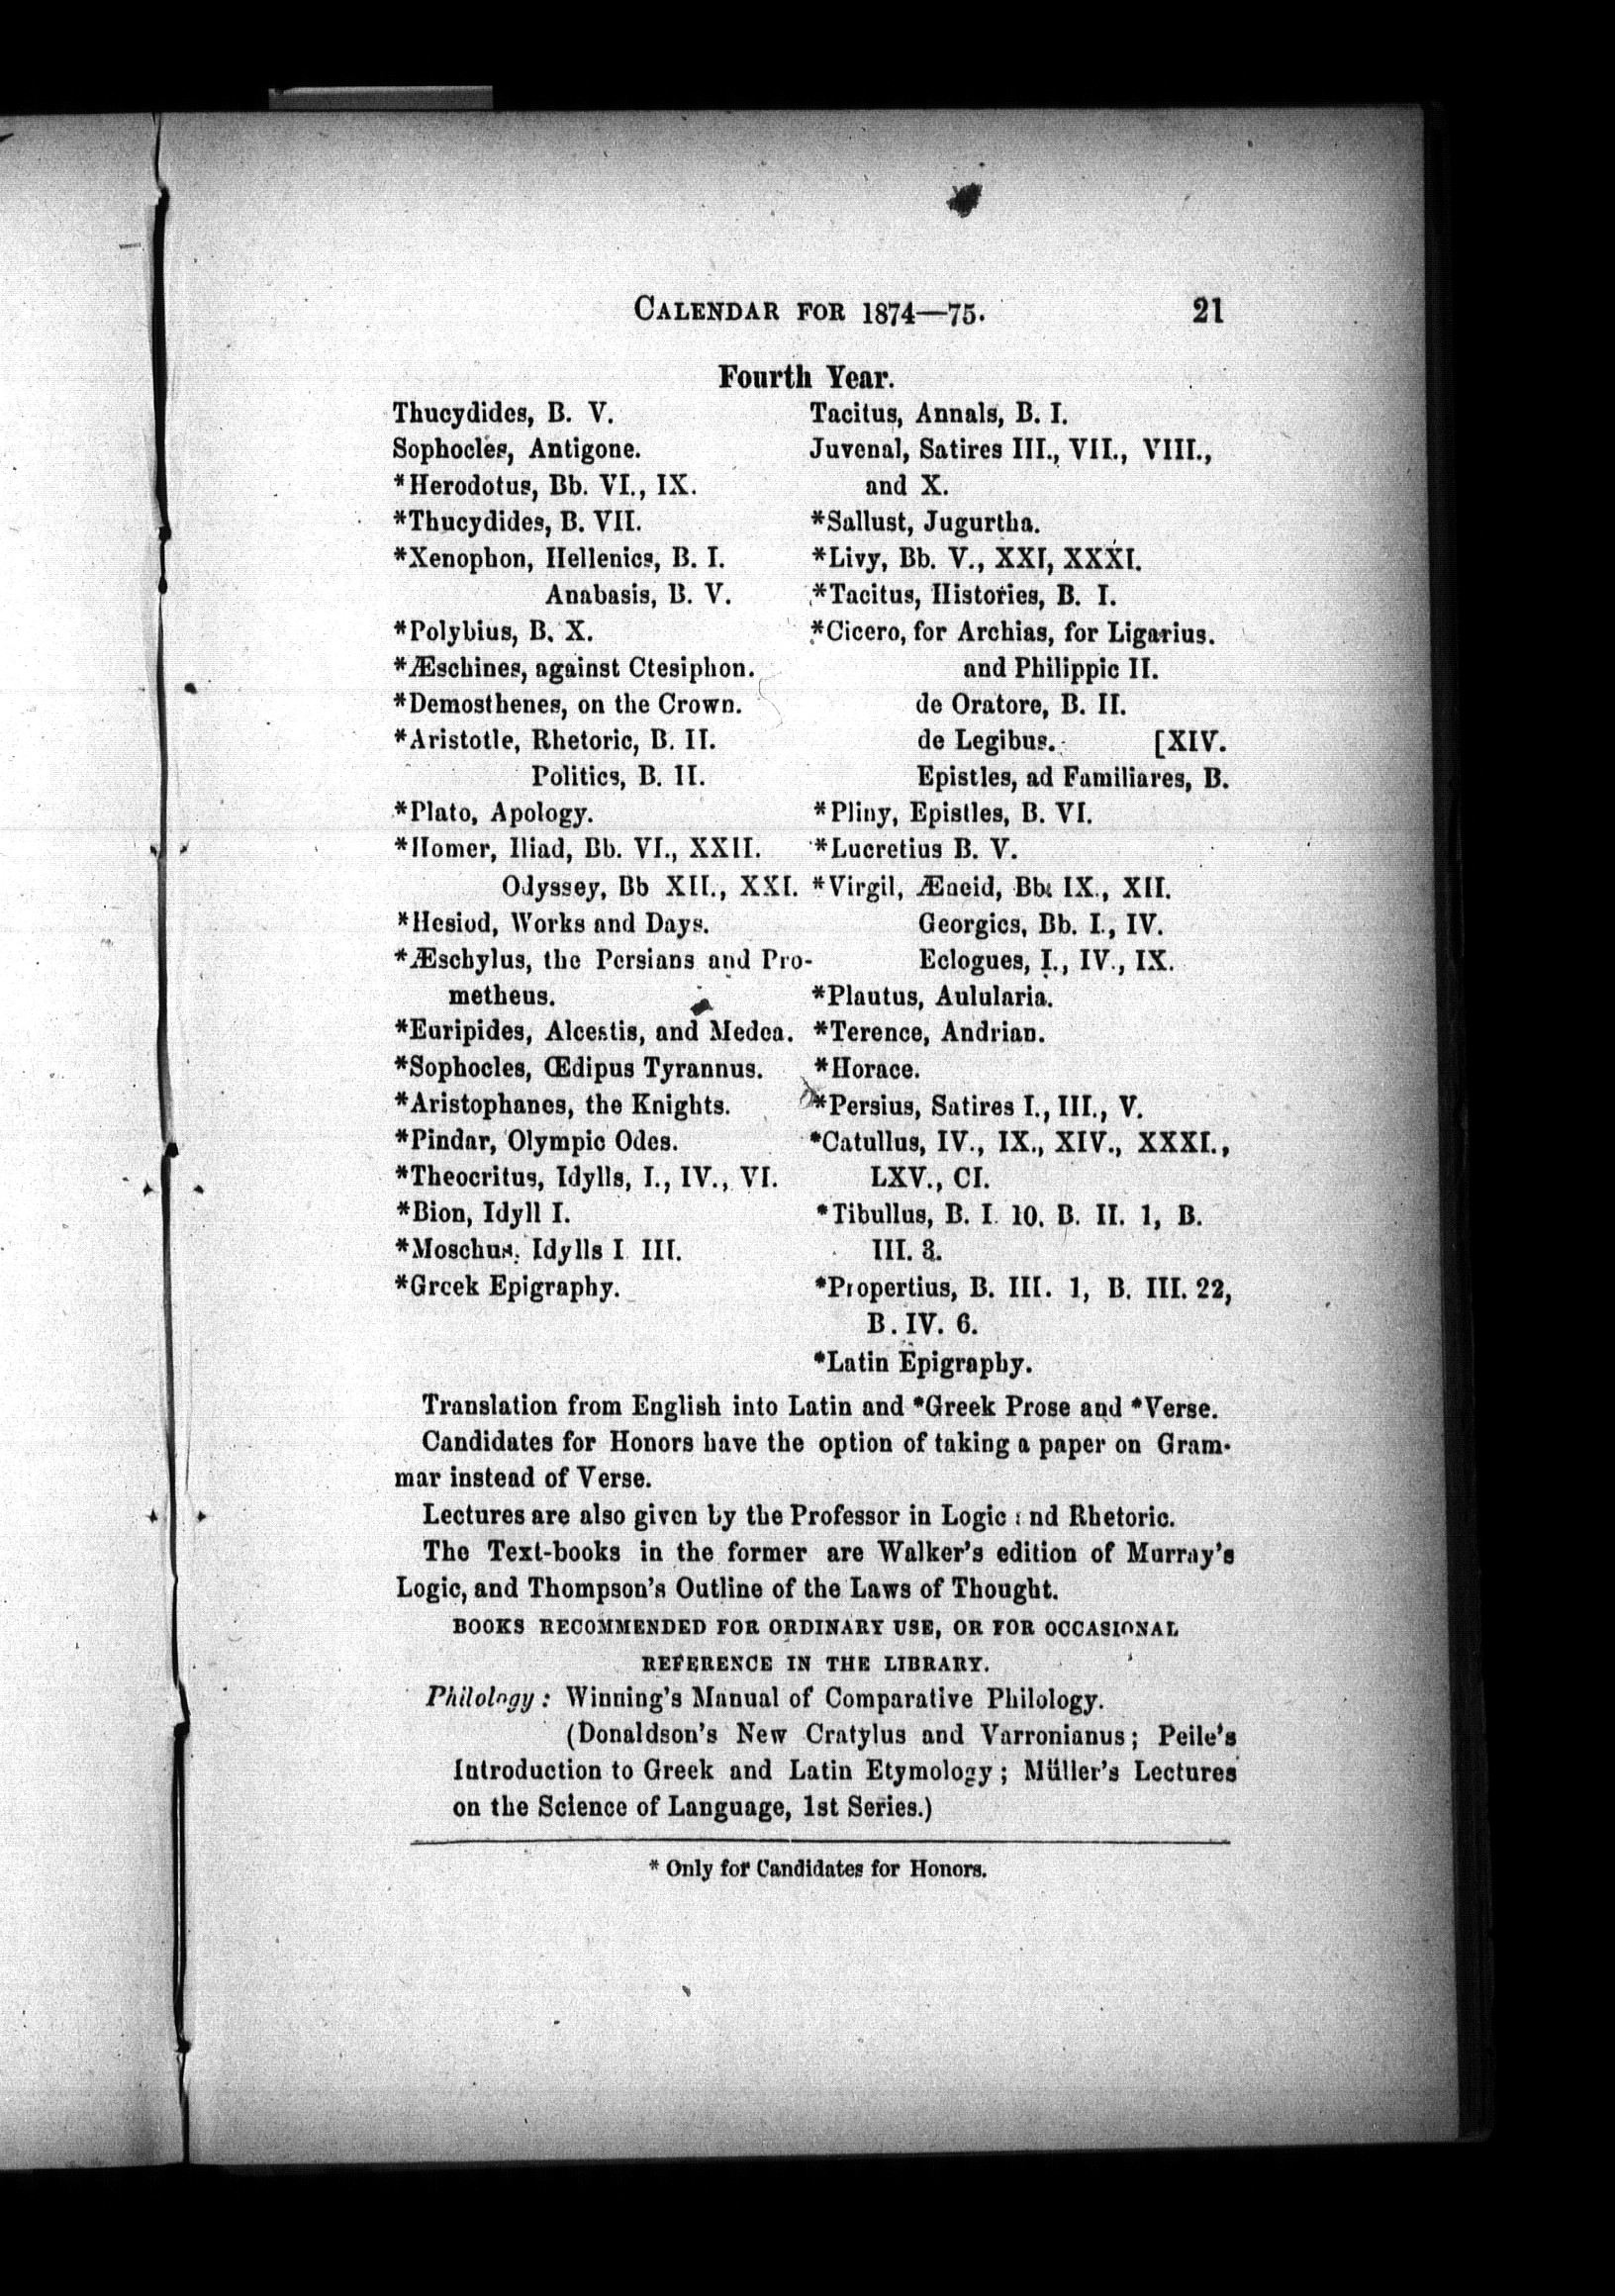 CALENDAR FOR 1874—75. 21
Fourth Year.
Thucydides, B. V.
Sophocles, Antigone.
*Herodotus, Bb. VI., IX.
*Thucydides, B. VII.
*Xenophon, Hellenics, B. I.
Anabasis, B. V.
*Polybius, B. X.
*Æschines, against Ctesiphon.
*Demosthenes, on the Crown.
*Aristotle, Rhetoric, B. II.
Politics, B. II.
*Plato, Apology.
*Homer, Iliad, Bb. VI., XXII.
Odyssey, Bb XII., XXI.
*Hesiod, Works and Days.
*Æschylus, the Persians and Pro-
metheus.
*Euripides, Alcestis, and Medea.
*Sophocles, Œdipus Tyrannus.
*Aristophanes, the Knights.
*Pindar, Olympic Odes.
*Theocritus, Idylls, I., IV., VI.
*Bion, Idyll I.
*Moschus, Idylls I III.
*Greek Epigraphy.
Tacitus, Annals, B. I.
Juvenal, Satires III., VII., VIII.,
and X.
*Sallust, Jugurtha.
*Livy, Bb. V., XXI, XXXI.
*Tacitus, Histories, B. I.
*Cicero, for Archias, for Ligarius.
and Philippic II.
de Oratore, B. II.
de Legibus. [XIV.
Epistles, ad Familiares, B.
*Pliny, Epistles, B. VI.
*Lucretius B. V.
*Virgil, Æneid, Bb. IX., XII.
Georgics, Bb. I., IV.
Eclogues, I., IV., IX.
*Plautus, Aulularia.
*Terence, Andrian.
*Horace.
*Persius, Satires I., III., V.
*Catullus, IV., IX., XIV., XXXI.,
LXV., CI.
*Tibullus, B. I. 10. B. II. 1, B.
III. 3.
*Propertius, B. III. 1, B. III. 22,
B. IV. 6.
*Latin Epigraphy.
Translation from English into Latin and *Greek Prose and *Verse.
Candidates for Honors have the option of taking a paper on Gram-
mar instead of Verse.
Lectures are also given by the Professor in Logic and Rhetoric.
The Text-books in the former are Walker's edition of Murray's
Logic, and Thompson's Outline of the Laws of Thought.
BOOKS RECOMMENDED FOR ORDINARY USE, OR FOR OCCASIONAL
REFERENCE IN THE LIBRARY.
Philology: Winning's Manual of Comparative Philology.
(Donaldson's New Cratylus and Varronianus; Peile's
Introduction to Greek and Latin Etymology; Müller's Lectures
on the Science of Language, 1st Series.)
* Only for Candidates for Honors.